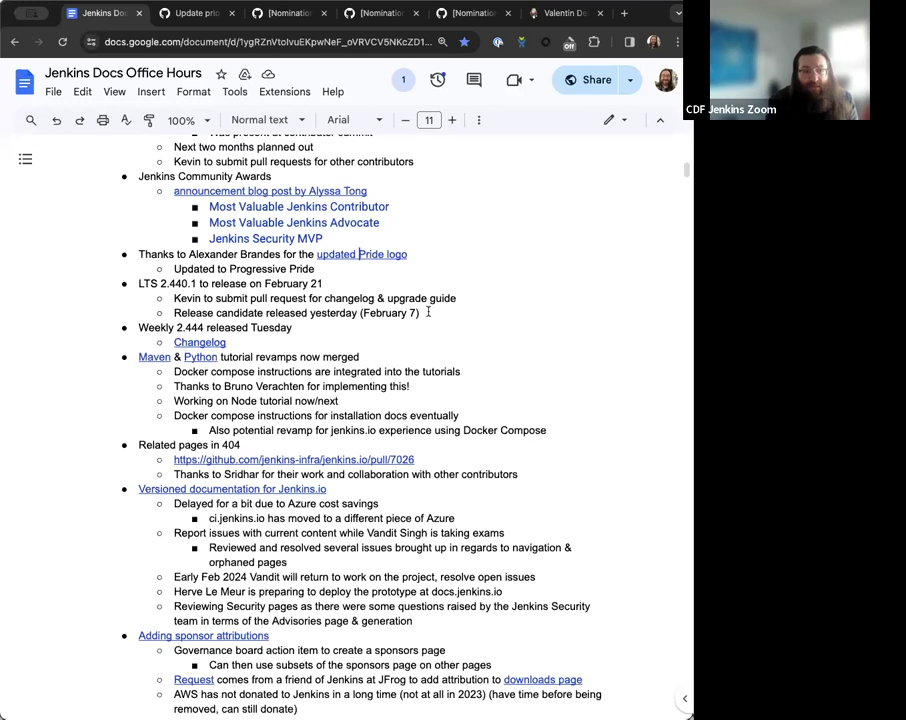 Jenkins Doc
Update prio
[Nomination
[Nomination
[Nomination
Valentin De
docs.google.com/document/d/1ygRZnVtoIvuEKpwNeF_oVRVCV5NKcZD1...
off
Jenkins Docs Office Hours
1
Share
File Edit View Insert Format Tools Extensions Help
100% Normal text Arial 11
Next two months planned out
Kevin to submit pull requests for other contributors
Jenkins Community Awards
announcement blog post by Alyssa Tong
Most Valuable Jenkins Contributor
Most Valuable Jenkins Advocate
Jenkins Security MVP
Thanks to Alexander Brandes for the updated Pride logo
Updated to Progressive Pride
LTS 2.440.1 to release on February 21
Kevin to submit pull request for changelog & upgrade guide
Release candidate released yesterday (February 7)
Weekly 2.444 released Tuesday
Changelog
Maven & Python tutorial revamps now merged
Docker compose instructions are integrated into the tutorials
Thanks to Bruno Verachten for implementing this!
Working on Node tutorial now/next
Docker compose instructions for installation docs eventually
Also potential revamp for jenkins.io experience using Docker Compose
Related pages in 404
https://github.com/jenkins-infra/jenkins.io/pull/7026
Thanks to Sridhar for their work and collaboration with other contributors
Versioned documentation for Jenkins.io
Delayed for a bit due to Azure cost savings
ci.jenkins.io has moved to a different piece of Azure
Report issues with current content while Vandit Singh is taking exams
Reviewed and resolved several issues brought up in regards to navigation &
orphaned pages
Early Feb 2024 Vandit will return to work on the project, resolve open issues
Herve Le Meur is preparing to deploy the prototype at docs.jenkins.io
Reviewing Security pages as there were some questions raised by the Jenkins Security
team in terms of the Advisories page & generation
Adding sponsor attributions
Governance board action item to create a sponsors page
Can then use subsets of the sponsors page on other pages
Request comes from a friend of Jenkins at JFrog to add attribution to downloads page
AWS has not donated to Jenkins in a long time (not at all in 2023) (have time before being
removed, can still donate)
CDF Jenkins Zoom